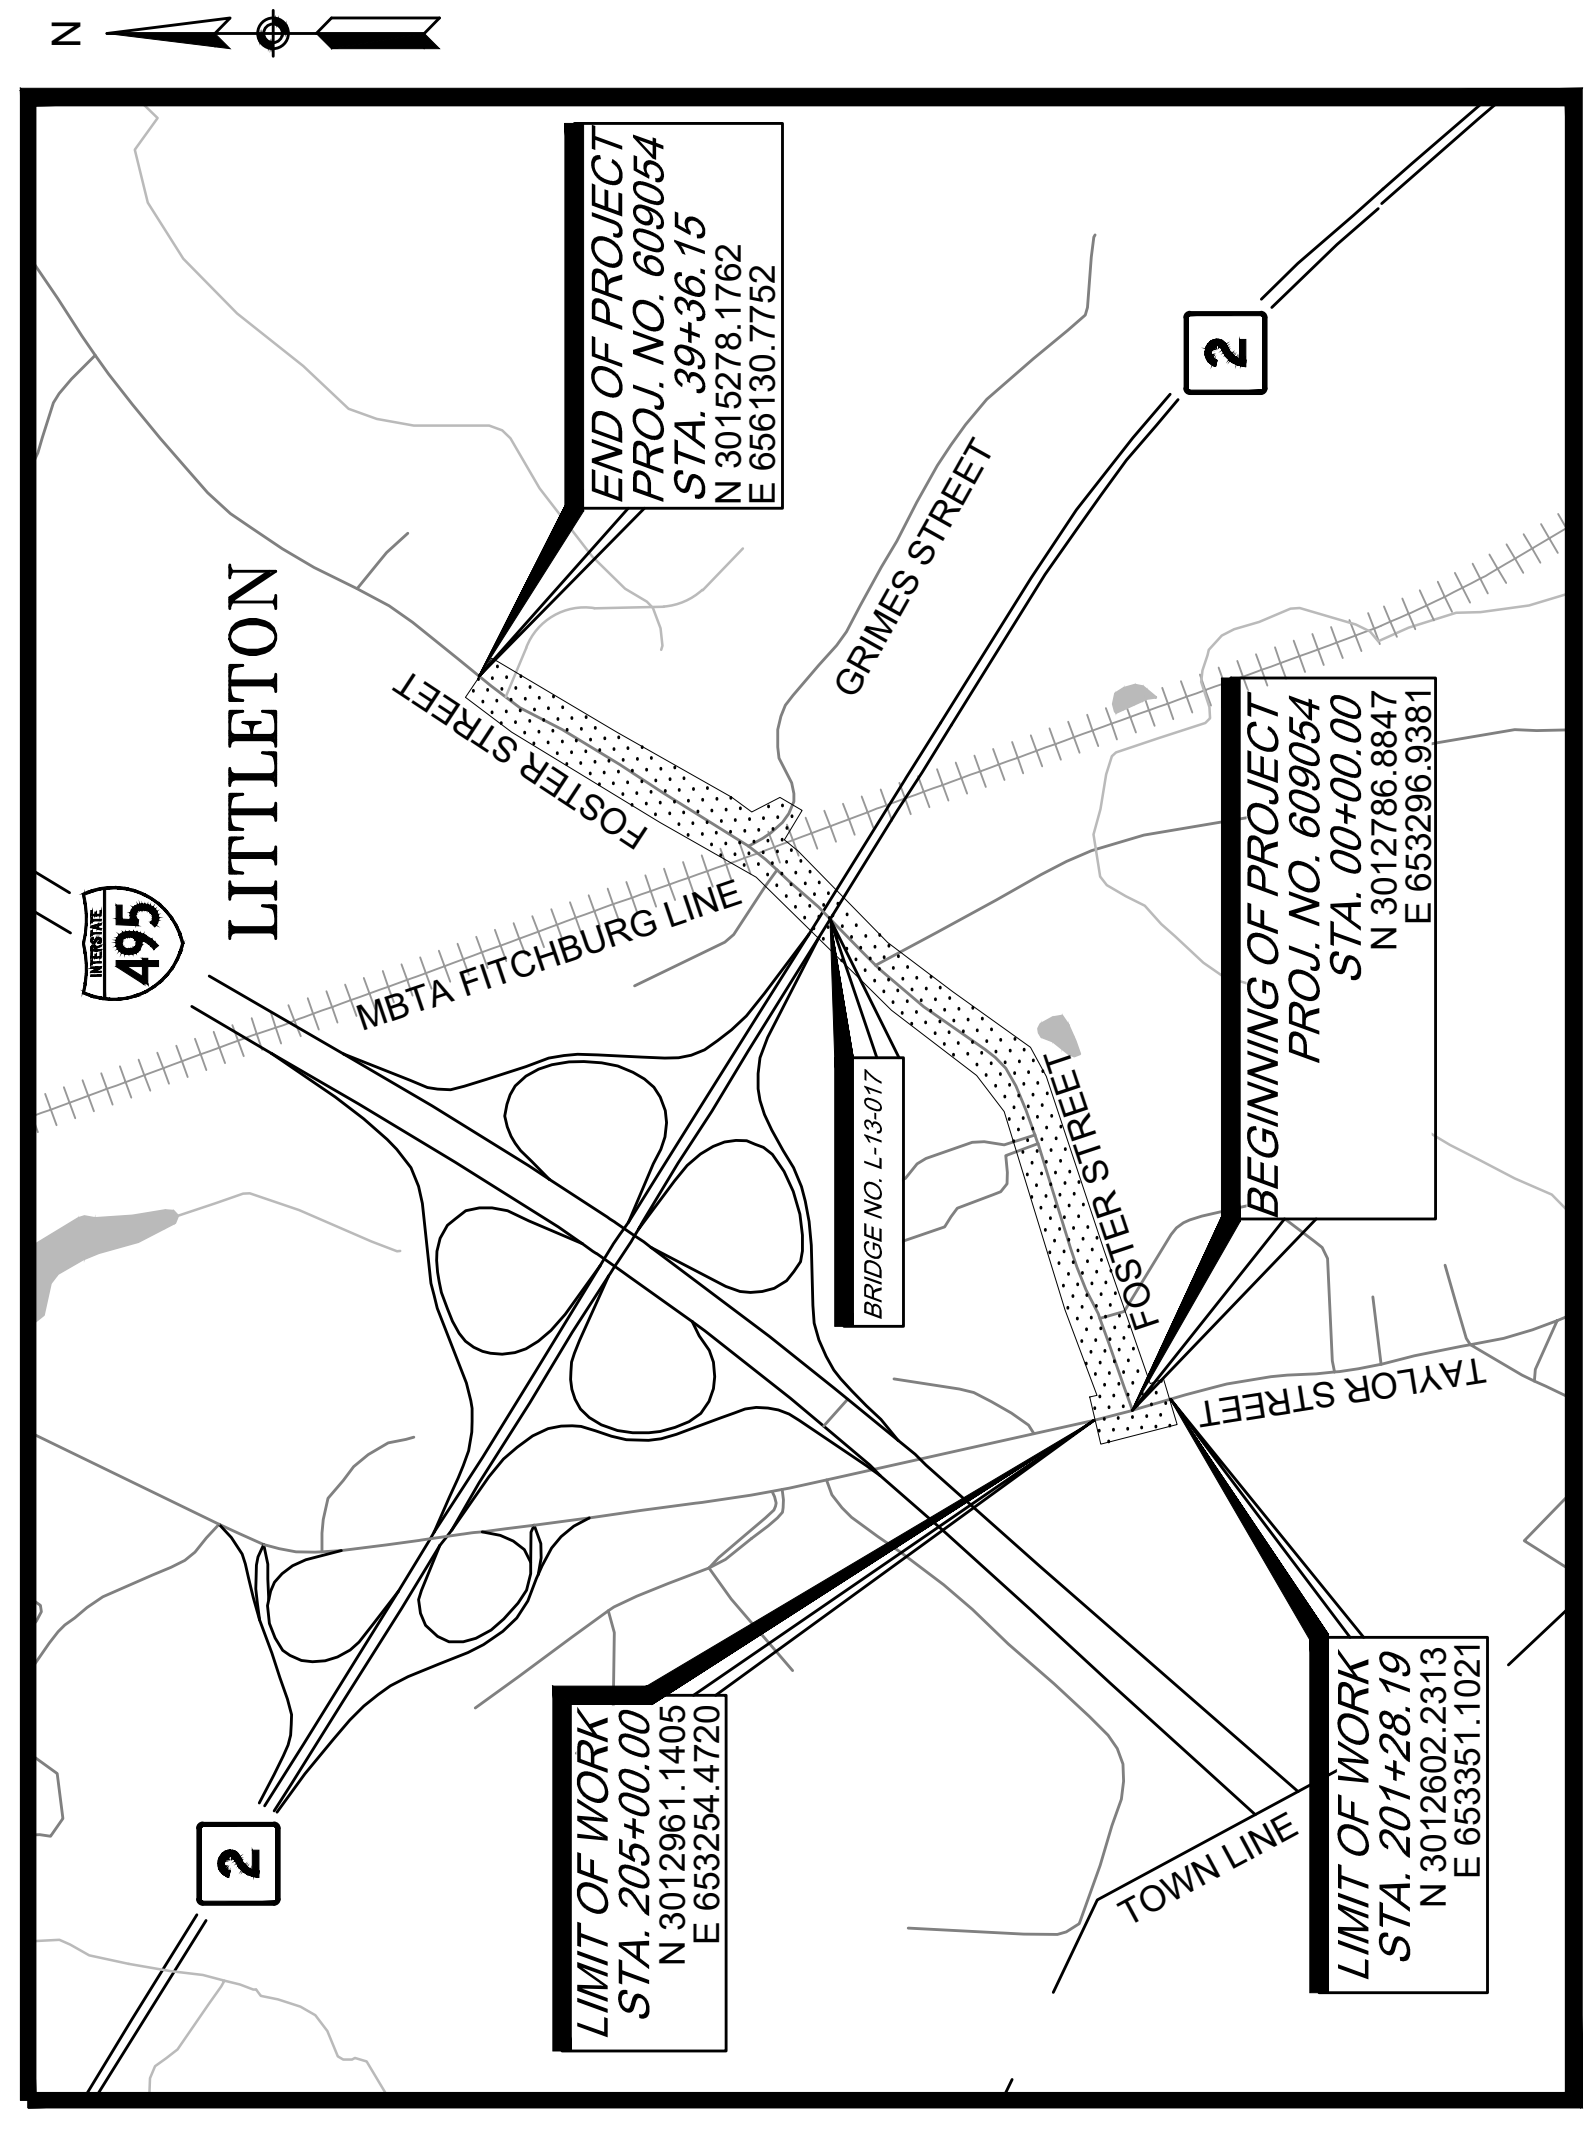 N
INTERSTATE
495
LITTLETON
2
END OF PROJECT
PROJ. NO. 609054
STA. 39+36.15
N 3015278.1762
E 656130.7752
FOSTER STREET
MBTA FITCHBURG LINE
GRIMES STREET
2
BRIDGE NO. L-13-017
LIMIT OF WORK
STA. 205+00.00
N 3012961.1405
E 653254.4720
FOSTER STREET
BEGINNING OF PROJECT
PROJ. NO. 609054
STA. 00+00.00
N 3012786.8847
E 653296.9381
TAYLOR STREET
TOWN LINE
LIMIT OF WORK
STA. 201+28.19
N 3012602.2313
E 653351.1021